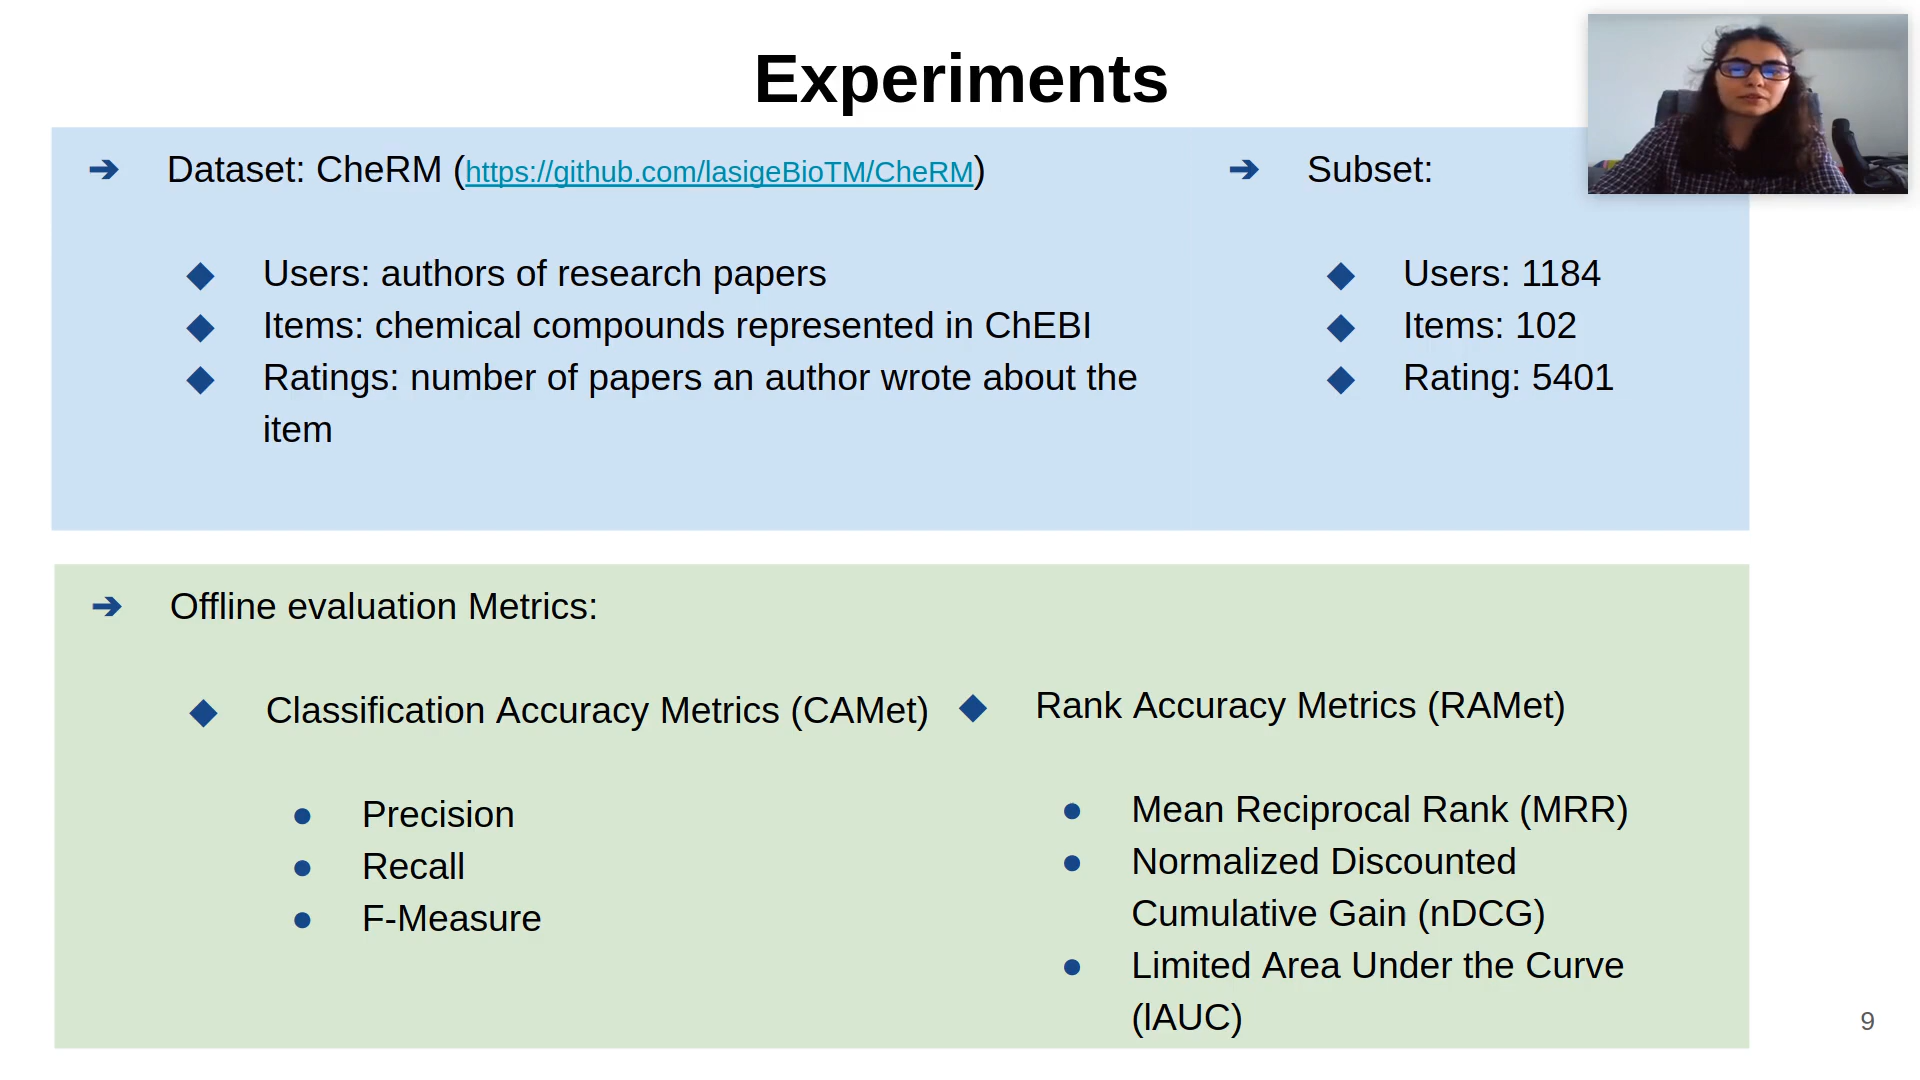 Experiments
➔ Dataset: CheRM (https://github.com/lasigeBioTM/CheRM)
◆ Users: authors of research papers
◆ Items: chemical compounds represented in ChEBI
◆ Ratings: number of papers an author wrote about the
item
➔ Subset:
◆ Users: 1184
◆ Items: 102
◆ Rating: 5401
➔ Offline evaluation Metrics:
◆ Classification Accuracy Metrics (CAMet)
● Precision
● Recall
● F-Measure
◆ Rank Accuracy Metrics (RAMet)
● Mean Reciprocal Rank (MRR)
● Normalized Discounted
Cumulative Gain (nDCG)
● Limited Area Under the Curve
(lAUC)
9